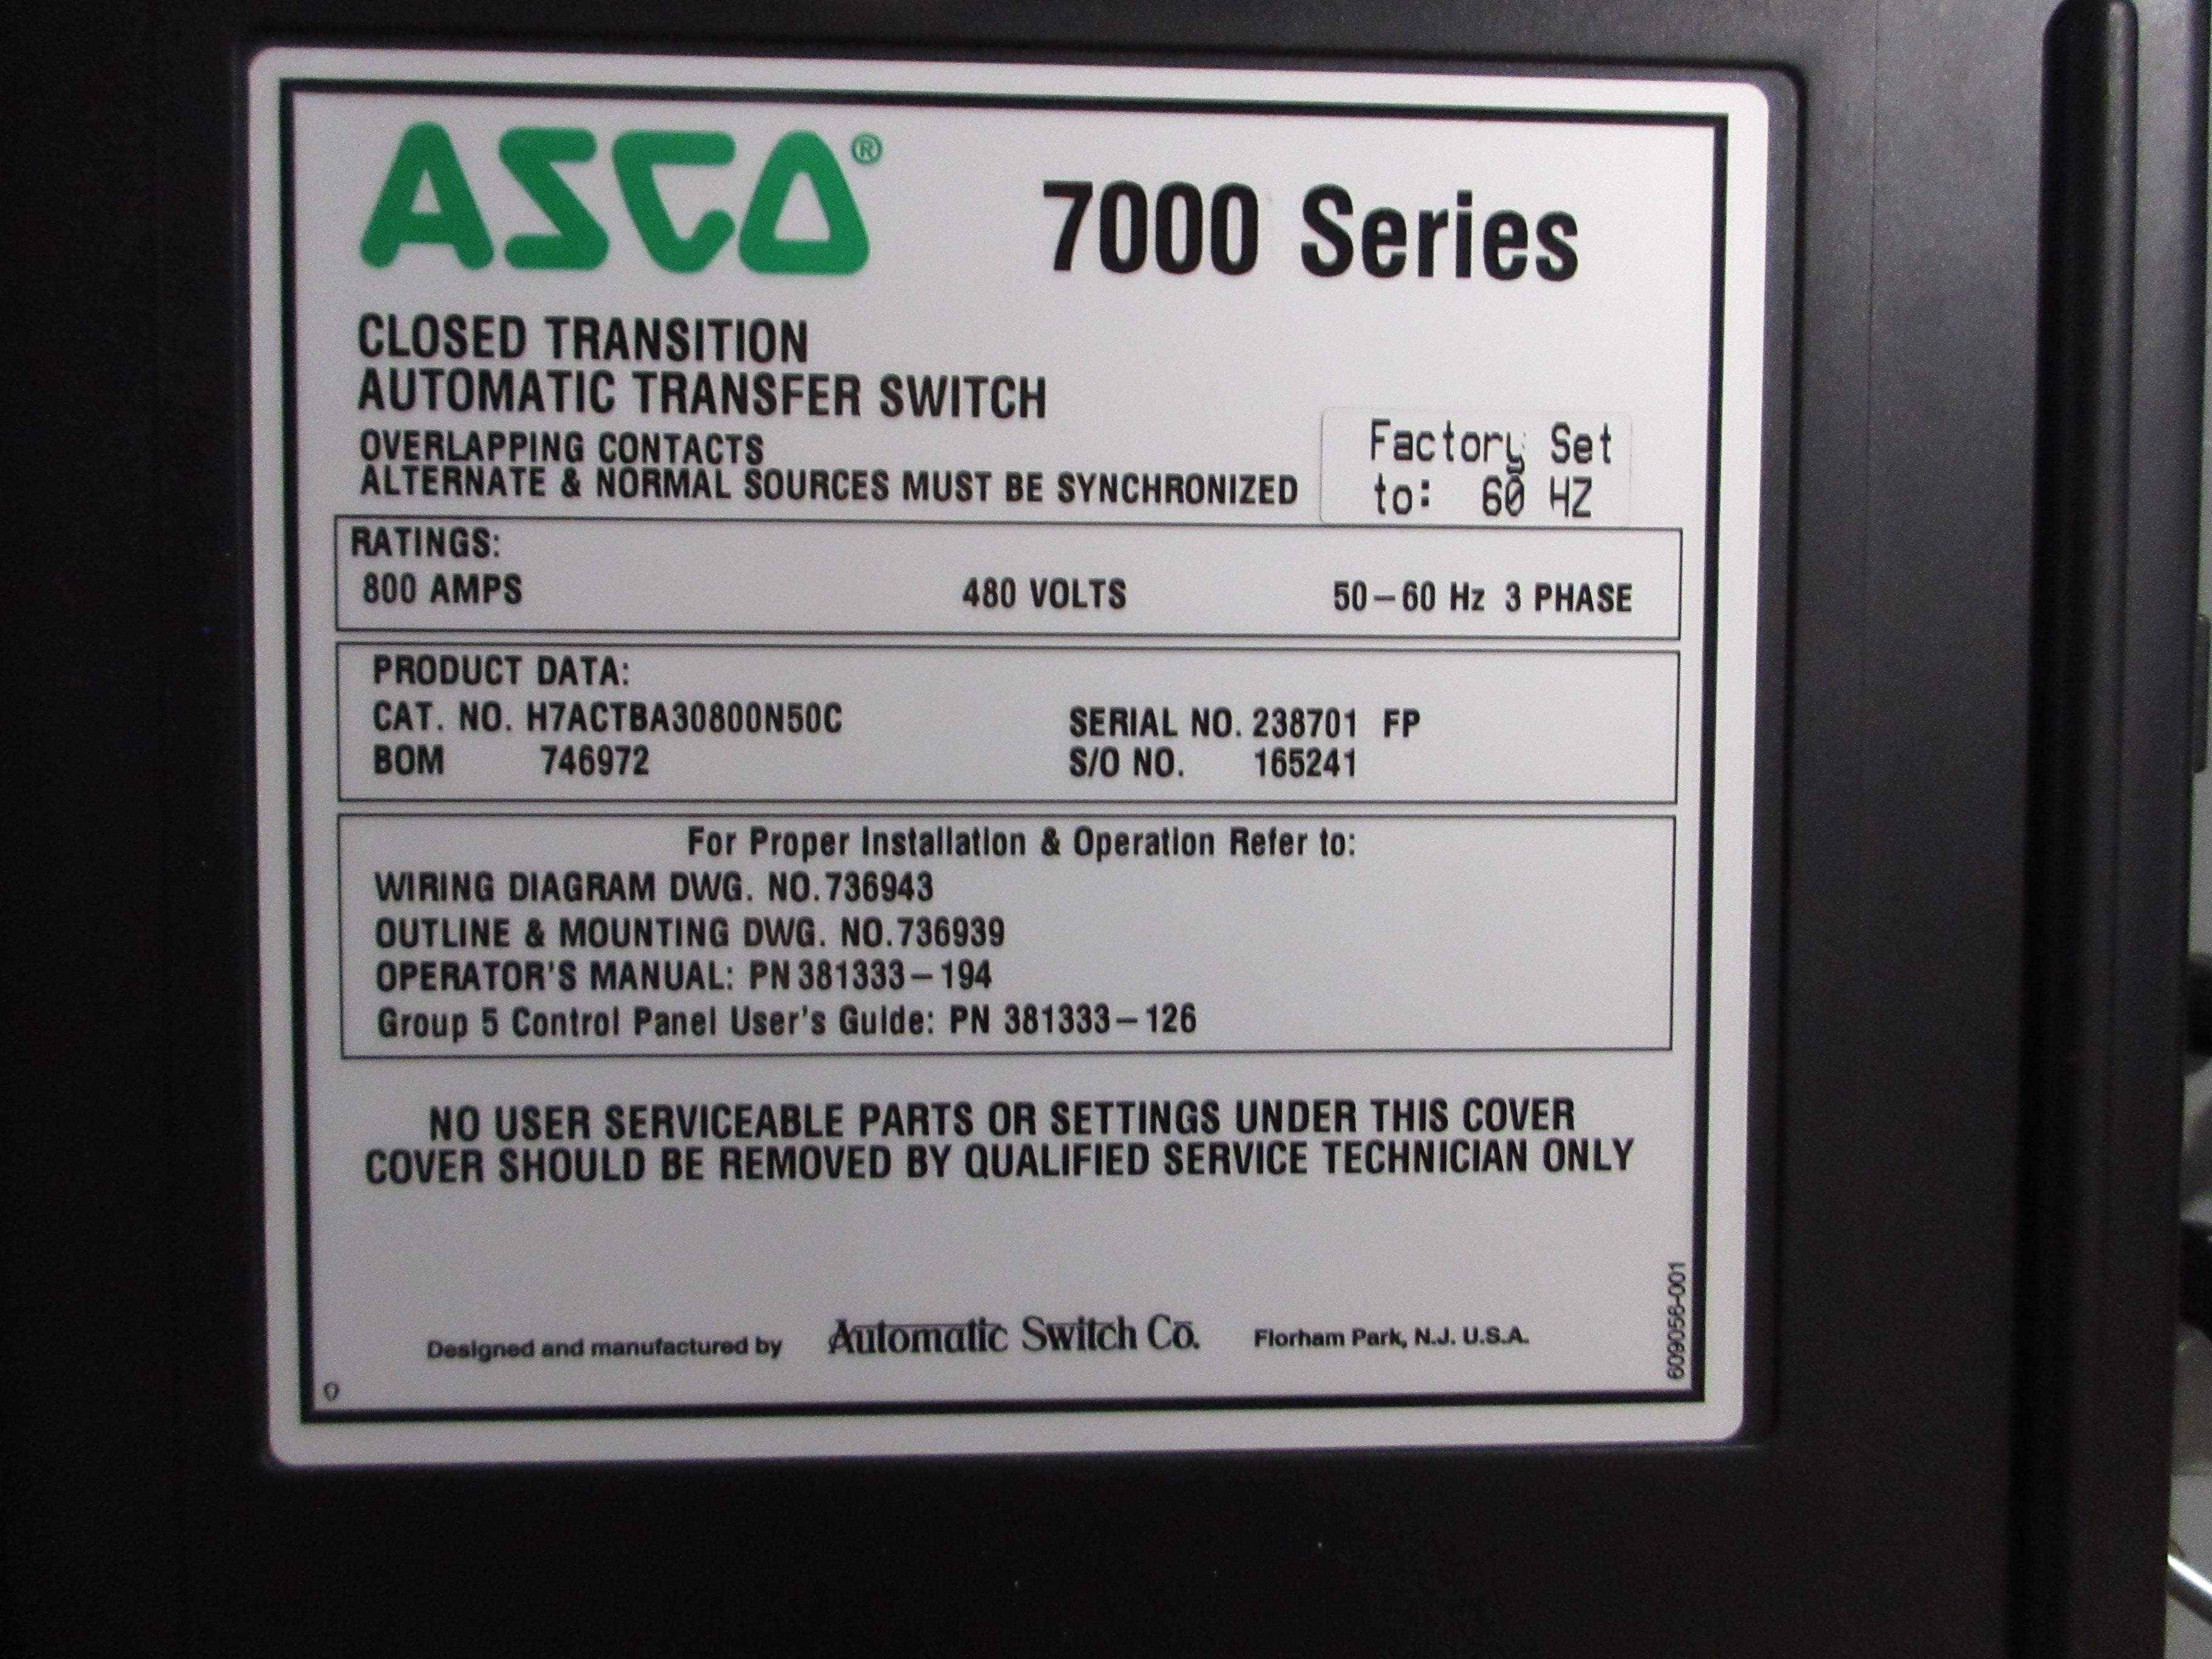 ASCO®
7000 Series
CLOSED TRANSITION
AUTOMATIC TRANSFER SWITCH
OVERLAPPING CONTACTS
ALTERNATE & NORMAL SOURCES MUST BE SYNCHRONIZED
Factory Set
to: 60 HZ
RATINGS:
800 AMPS 480 VOLTS 50-60 Hz 3 PHASE
PRODUCT DATA:
CAT. NO. H7ACTBA30800N50C SERIAL NO. 238701 FP
BOM 746972 S/O NO. 165241
For Proper Installation & Operation Refer to:
WIRING DIAGRAM DWG. NO. 736943
OUTLINE & MOUNTING DWG. NO. 736939
OPERATOR'S MANUAL: PN 381333-194
Group 5 Control Panel User's Guide: PN 381333-126
NO USER SERVICEABLE PARTS OR SETTINGS UNDER THIS COVER
COVER SHOULD BE REMOVED BY QUALIFIED SERVICE TECHNICIAN ONLY
Designed and manufactured by Automatic Switch Co. Florham Park, N.J. U.S.A.
609056-001
0